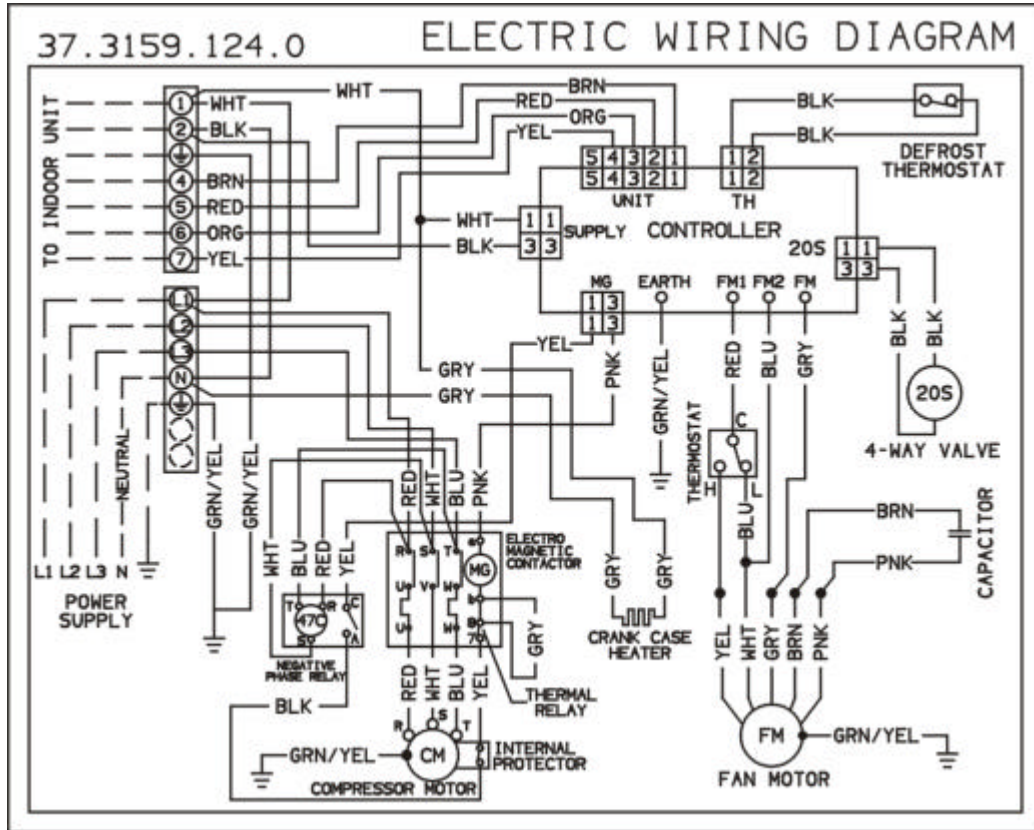 37.3159.124.0
ELECTRIC WIRING DIAGRAM
TO INDOOR UNIT
1
2
4
5
6
7
WHT
BLK
BRN
RED
ORG
YEL
GRN/YEL
GRN/YEL
L1
L2
L3
N
NEUTRAL
L1 L2 L3 N
POWER
SUPPLY
WHT
BRN
RED
ORG
YEL
5 4 3 2 1
5 4 3 2 1
UNIT
BLK
BLK
1 2
1 2
TH
DEFROST
THERMOSTAT
WHT
BLK
1 1
3 3
SUPPLY
CONTROLLER
20S
1 1
3 3
BLK
BLK
20S
4-WAY VALVE
MG
1 3
1 3
EARTH
FM1 FM2 FM
YEL
PNK
GRN/YEL
RED
BLU
GRY
GRY
GRY
THERMOSTAT
C
H
L
BLU
WHT
BLU
RED
YEL
RED
WHT
BLU
PNK
T
R
C
47C
S
A
NEGATIVE
PHASE RELAY
BLK
R
S
T
a
ELECTRO
MAGNETIC
CONTACTOR
MG
U
V
W
b
U
W
8
7
GRY
THERMAL
RELAY
RED
WHT
BLU
YEL
R
S
T
CM
GRN/YEL
COMPRESSOR MOTOR
INTERNAL
PROTECTOR
GRY
GRY
CRANK CASE
HEATER
BRN
PNK
CAPACITOR
YEL
WHT
GRY
BRN
PNK
FM
GRN/YEL
FAN MOTOR